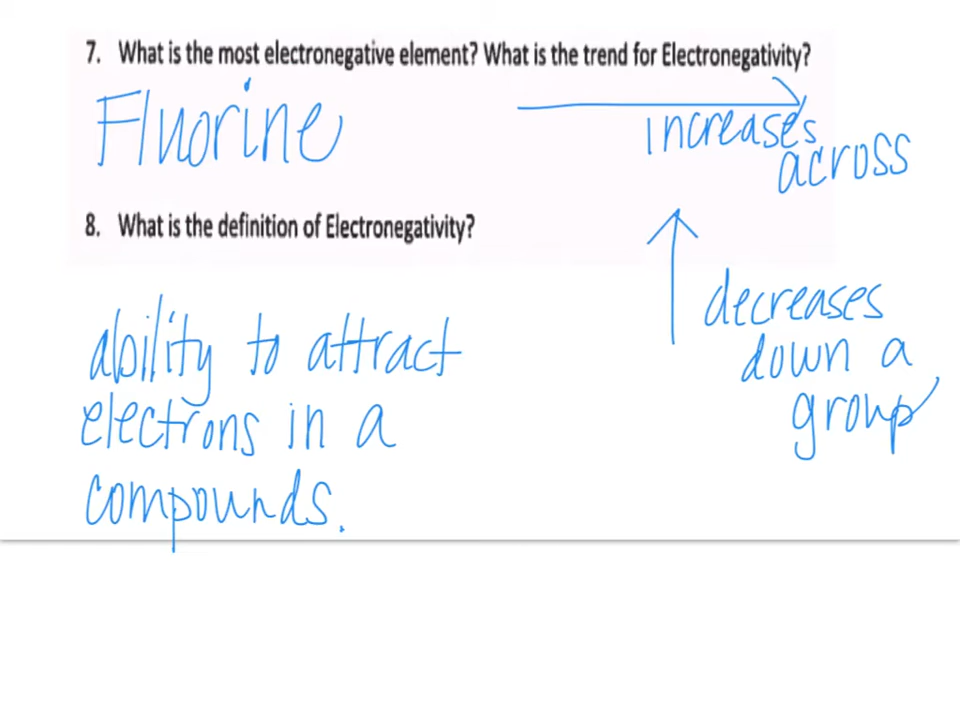 7. What is the most electronegative element? What is the trend for Electronegativity?
Fluorine
increases
across
8. What is the definition of Electronegativity?
decreases
down a
group
ability to attract
electrons in a
compounds.